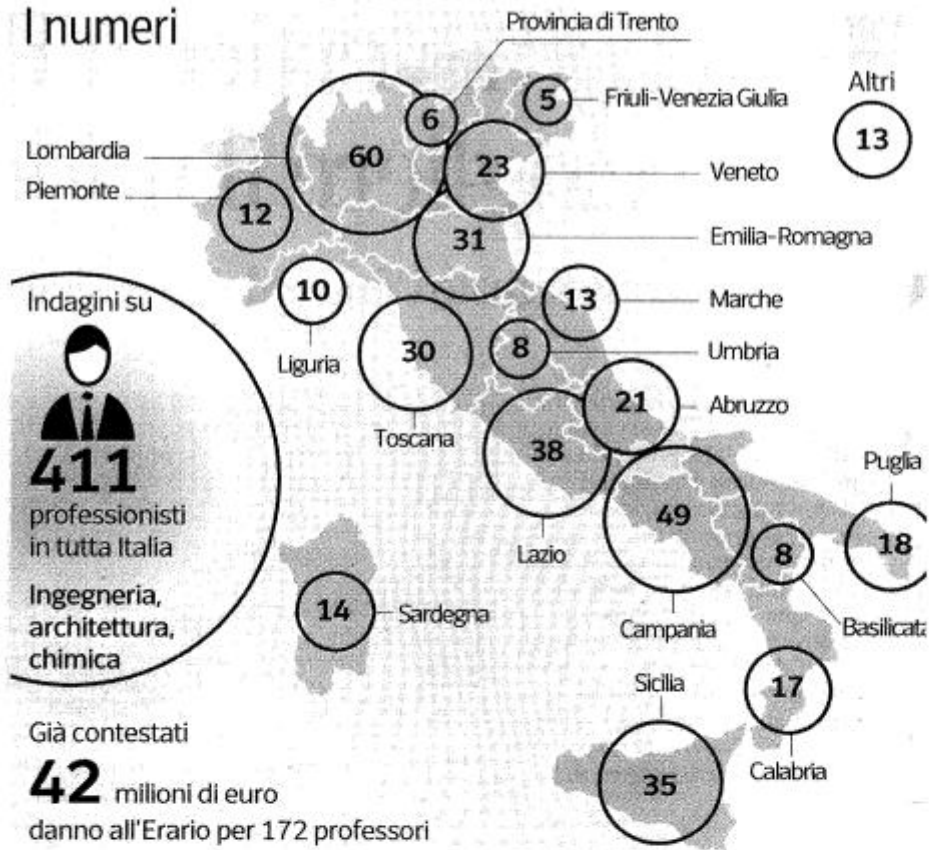 I numeri
Provincia di Trento
6
5
Friuli-Venezia Giulia
Altri
13
Lombardia
60
23
Veneto
Piemonte
12
31
Emilia-Romagna
10
Liguria
13
Marche
30
Toscana
8
Umbria
21
Abruzzo
38
Lazio
49
Campania
Puglia
18
8
Basilicata
14
Sardegna
17
Calabria
Sicilia
35
Indagini su
411
professionisti
in tutta Italia
Ingegneria,
architettura,
chimica
Già contestati
42 milioni di euro
danno all'Erario per 172 professori